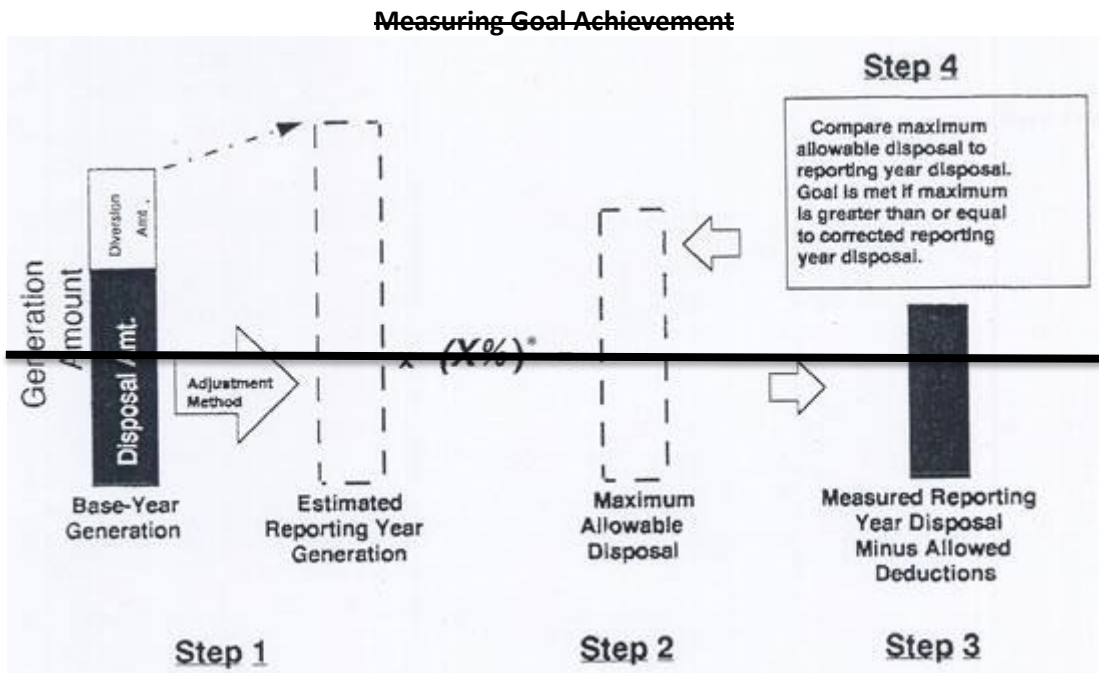 Measuring Goal Achievement
Step 4
Compare maximum
allowable disposal to
reporting year disposal.
Goal is met if maximum
is greater than or equal
to corrected reporting
year disposal.
Generation
Amount
Diversion
Amt.
Disposal Amt.
Adjustment
Method
x (X%)*
Base-Year
Generation
Estimated
Reporting Year
Generation
Maximum
Allowable
Disposal
Measured Reporting
Year Disposal
Minus Allowed
Deductions
Step 1
Step 2
Step 3